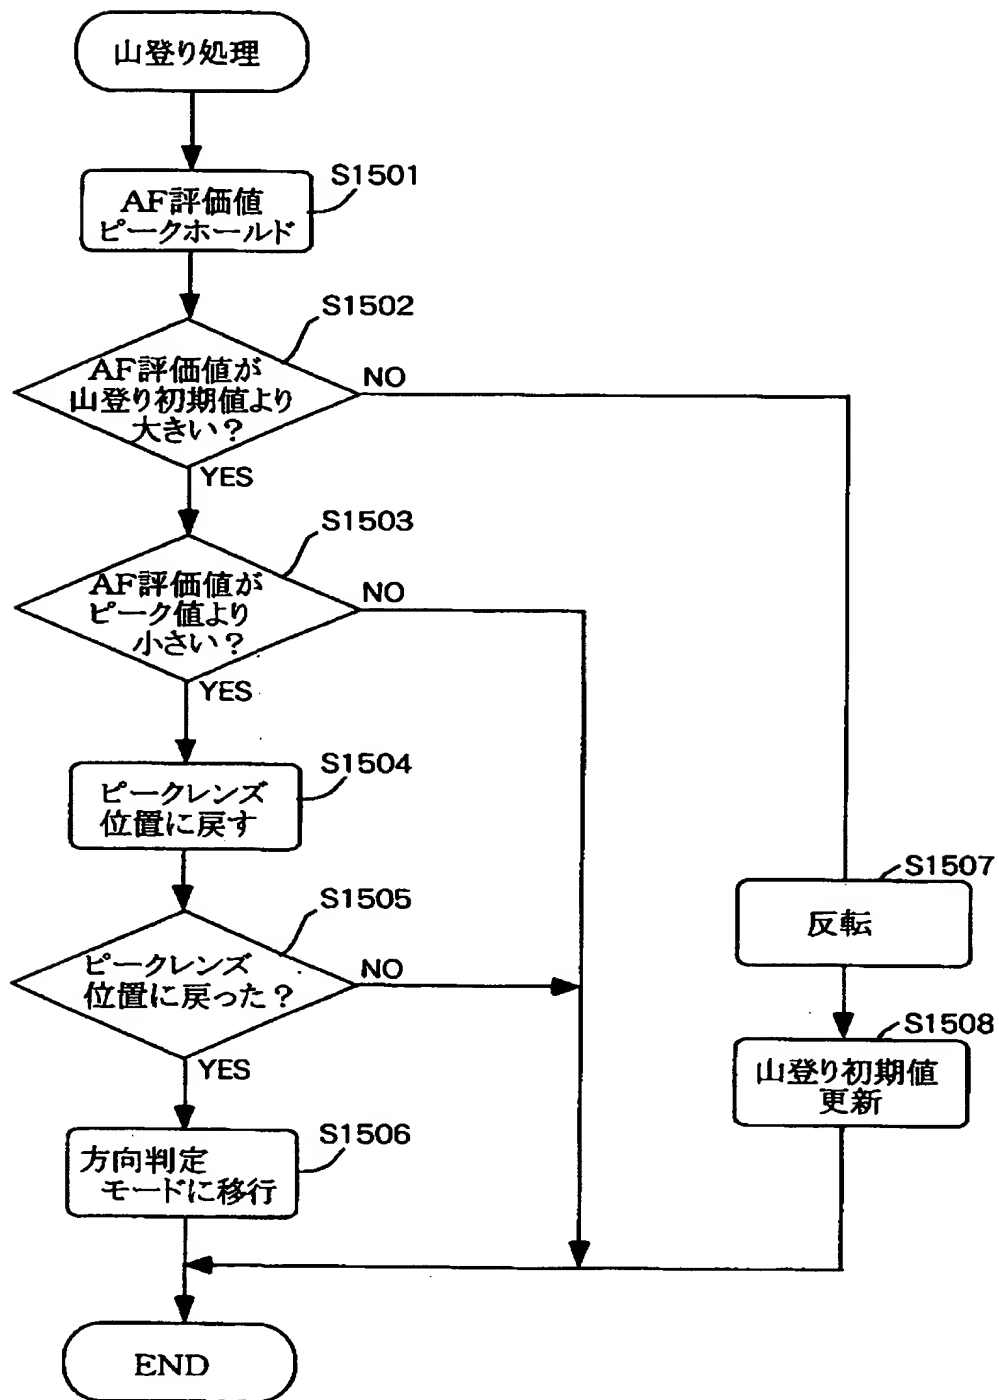 山登り処理
S1501
AF評価値
ピークホールド
S1502
AF評価値が
山登り初期値より
大きい？
NO
YES
S1503
AF評価値が
ピーク値より
小さい？
NO
YES
S1504
ピークレンズ
位置に戻す
S1505
ピークレンズ
位置に戻った？
NO
YES
S1506
方向判定
モードに移行
S1507
反転
S1508
山登り初期値
更新
END